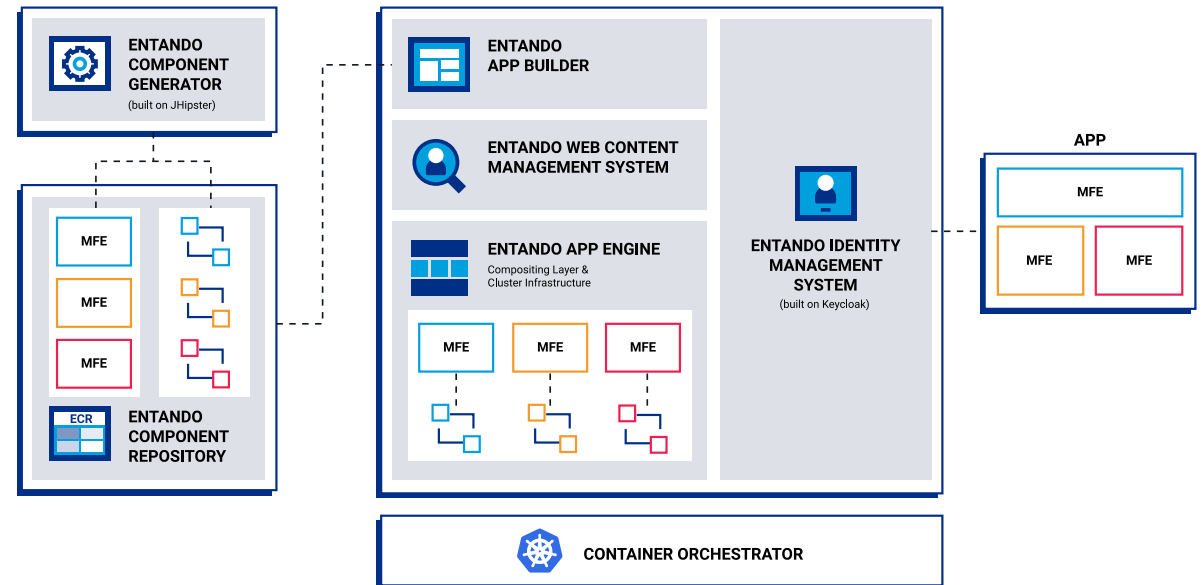 ENTANDO
COMPONENT
GENERATOR
(built on JHipster)
MFE
MFE
MFE
ECR
ENTANDO
COMPONENT
REPOSITORY
ENTANDO
APP BUILDER
ENTANDO WEB CONTENT
MANAGEMENT SYSTEM
ENTANDO APP ENGINE
Compositing Layer &
Cluster Infrastructure
MFE MFE MFE
ENTANDO IDENTITY
MANAGEMENT
SYSTEM
(built on Keycloak)
APP
MFE
MFE MFE
CONTAINER ORCHESTRATOR